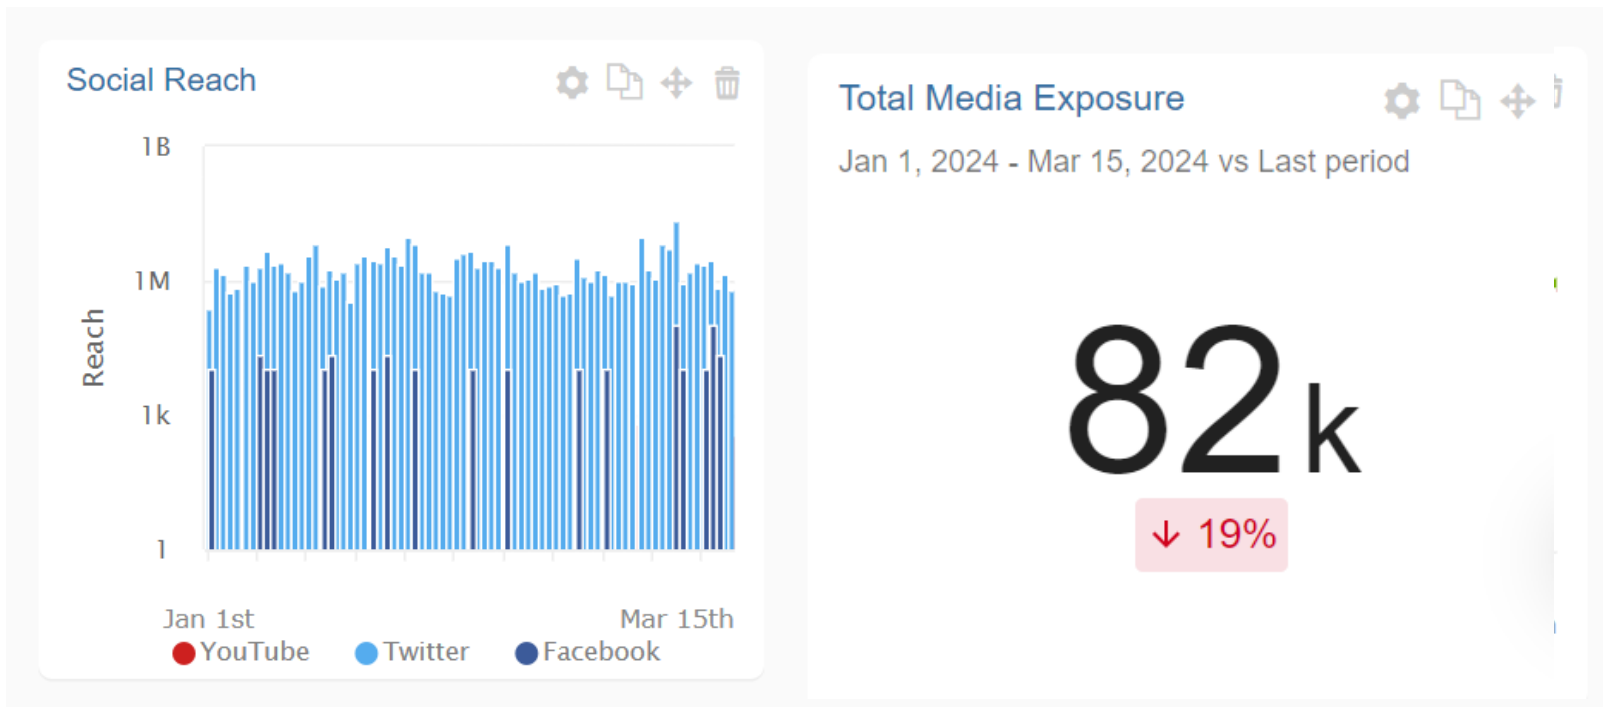 Social Reach
1B
1M
Reach
1k
1
Jan 1st Mar 15th
YouTube Twitter Facebook
Total Media Exposure
Jan 1, 2024 - Mar 15, 2024 vs Last period
82k
↓ 19%